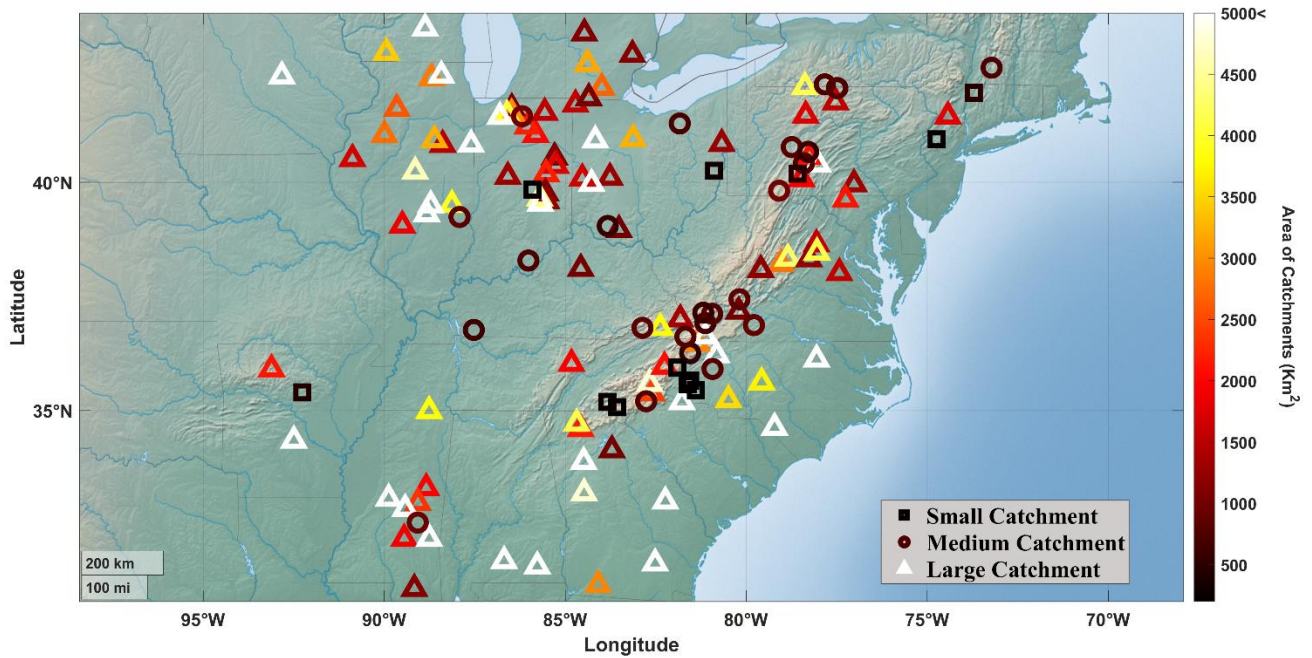 5000<
4500
4000
3500
3000
2500
2000
1500
1000
500
Area of Catchments (Km2)
40°N
35°N
Latitude
200 km
100 mi
Small Catchment
Medium Catchment
Large Catchment
95°W
90°W
85°W
80°W
75°W
70°W
Longitude